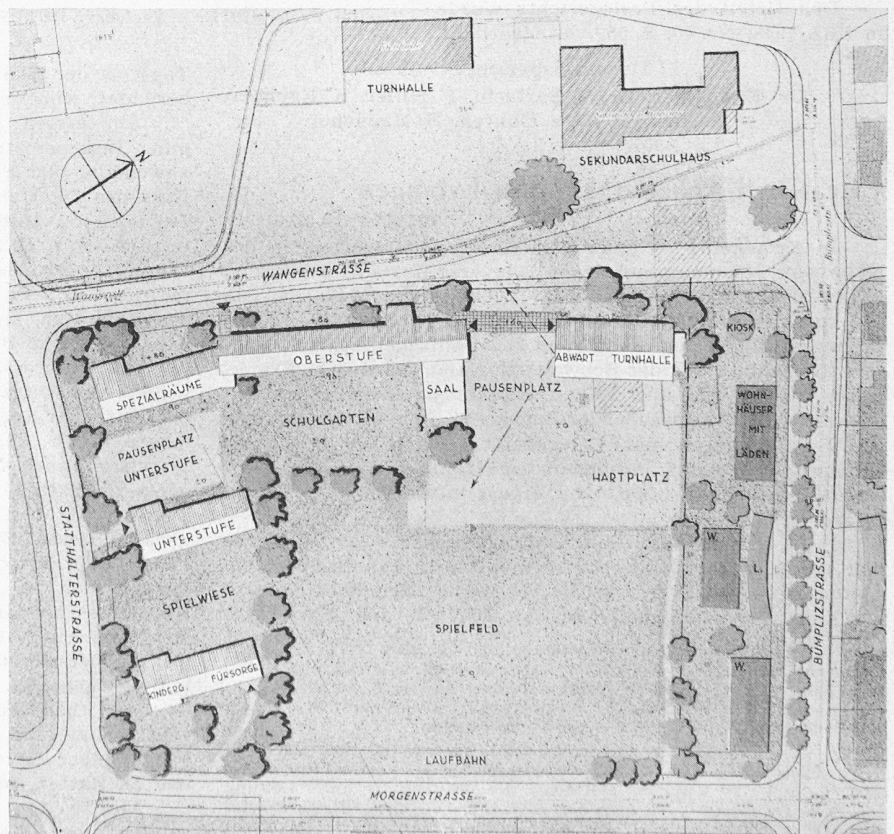 TURNHALLE
SEKUNDARSCHULHAUS
N
WANGENSTRASSE
OBERSTUFE
ABWART TURNHALLE
KIOSK
SPEZIALRÄUME
SAAL
PAUSENPLATZ
WOHN-
HÄUSER
MIT
LÄDEN
SCHULGARTEN
PAUSENPLATZ
UNTERSTUFE
HARTPLATZ
UNTERSTUFE
STATTHALTERSTRASSE
W.
L.
L.
BÜMPLIZSTRASSE
SPIELWIESE
SPIELFELD
KINDERG. FÜRSORGE
W.
LAUFBAHN
MORGENSTRASSE